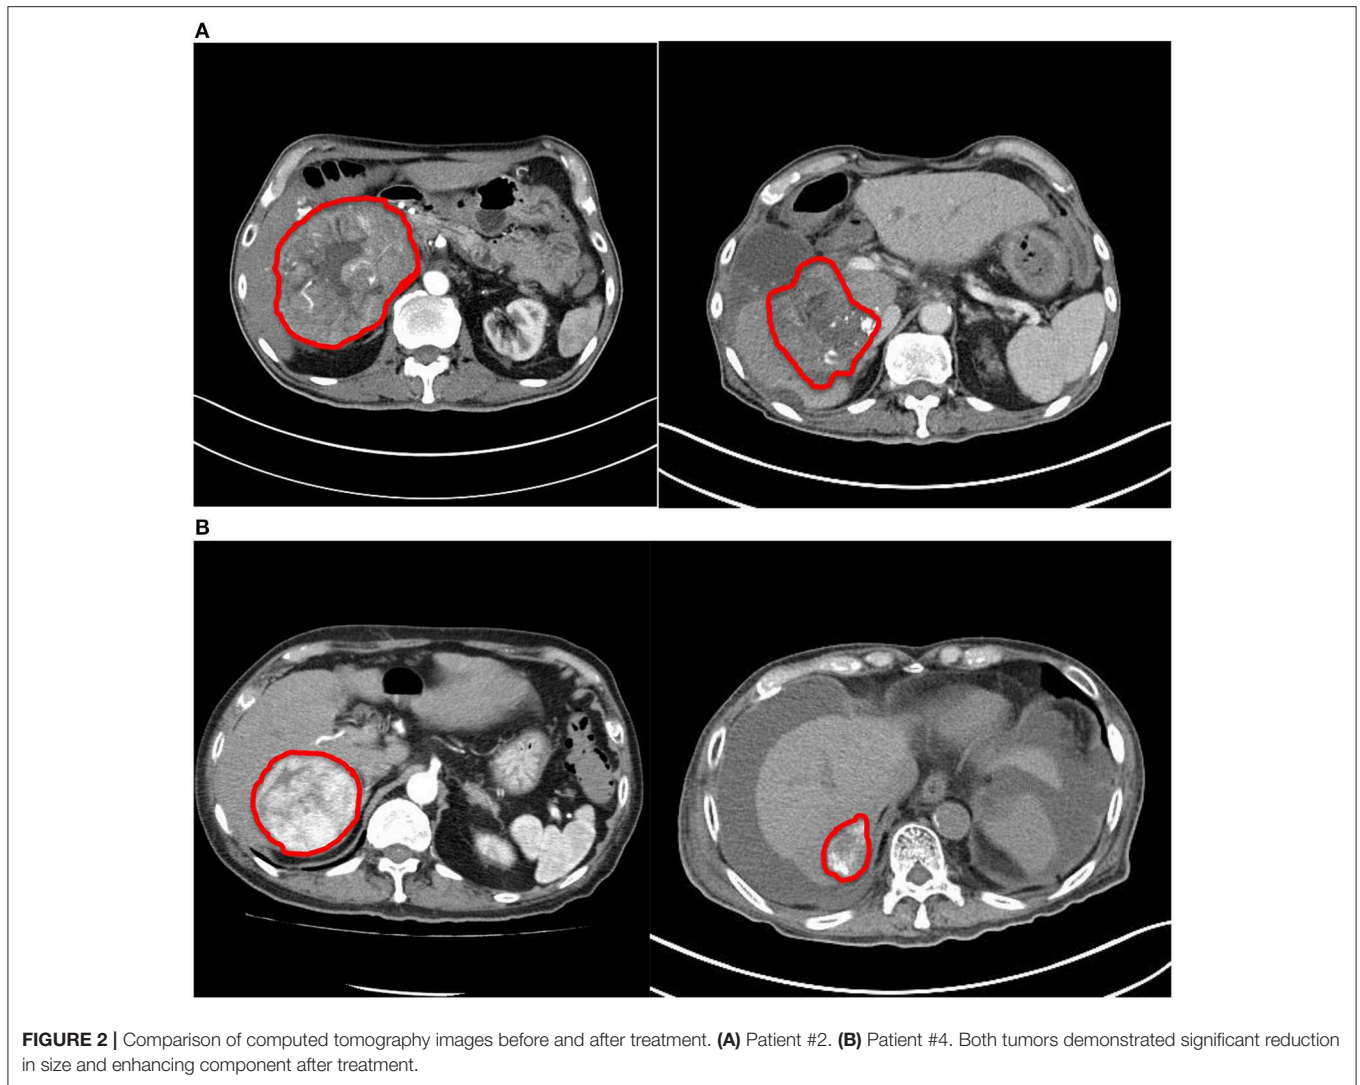 A
B
FIGURE 2 | Comparison of computed tomography images before and after treatment. (A) Patient #2. (B) Patient #4. Both tumors demonstrated significant reduction
in size and enhancing component after treatment.